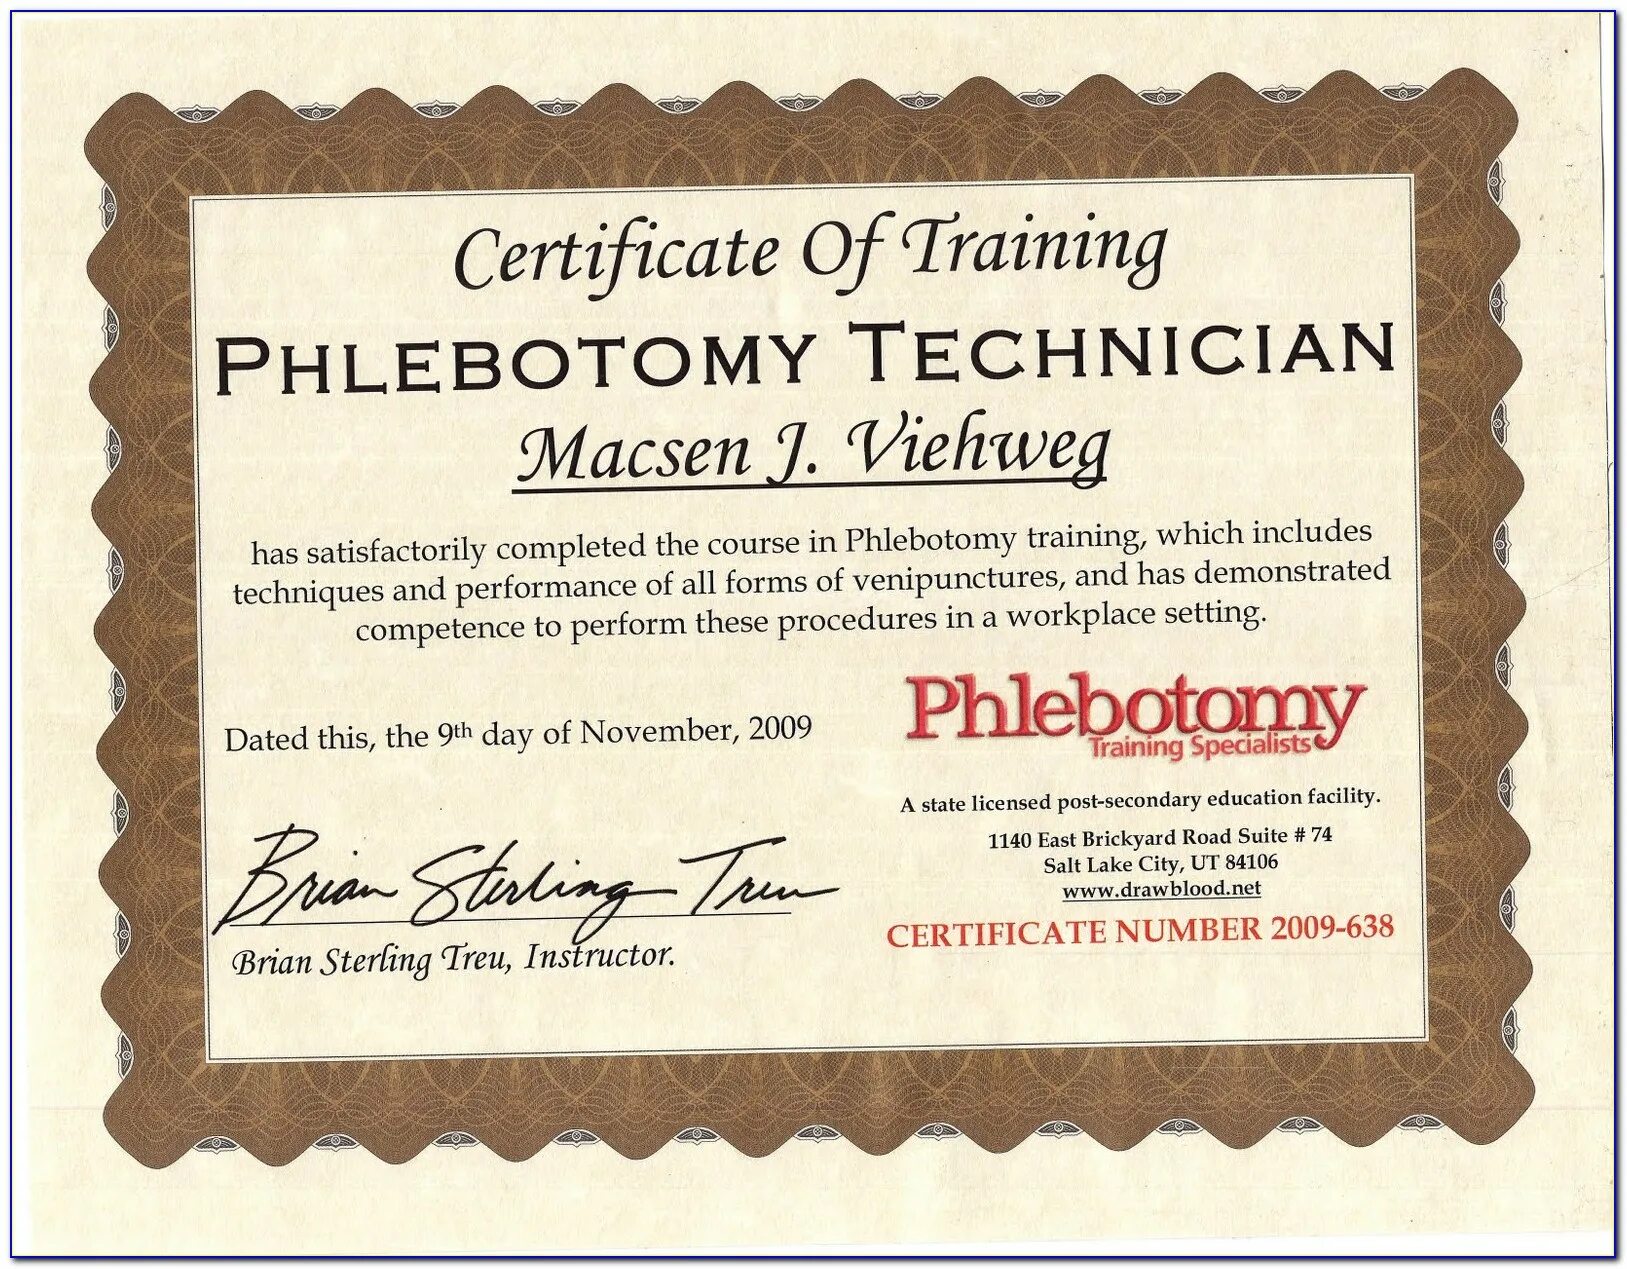 Certificate Of Training
PHLEBOTOMY TECHNICIAN
Macsen J. Viehweg
has satisfactorily completed the course in Phlebotomy training, which includes
techniques and performance of all forms of venipunctures, and has demonstrated
competence to perform these procedures in a workplace setting.
Dated this, the 9th day of November, 2009
Brian Sterling Treu
Brian Sterling Treu, Instructor.
Phlebotomy
Training Specialists
A state licensed post-secondary education facility.
1140 East Brickyard Road Suite # 74
Salt Lake City, UT 84106
www.drawblood.net
CERTIFICATE NUMBER 2009-638